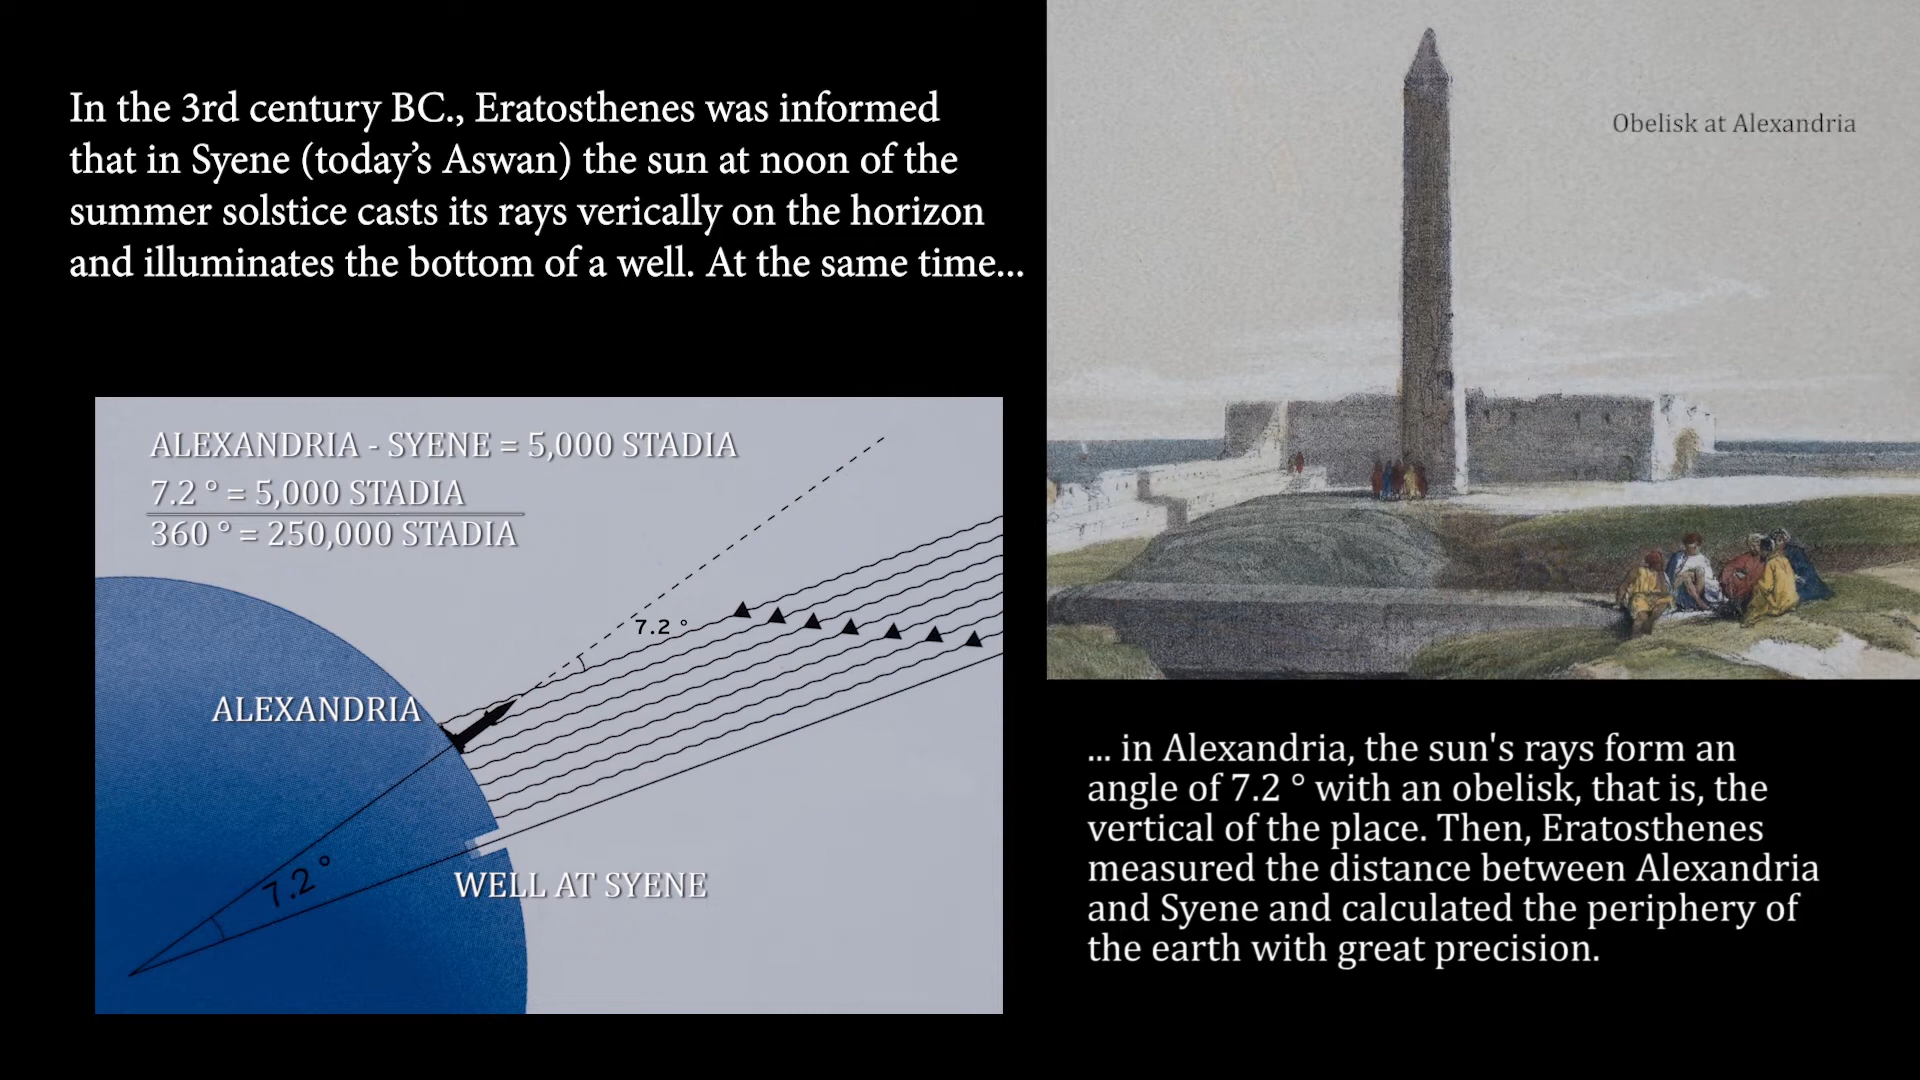 In the 3rd century BC., Eratosthenes was informed
that in Syene (today’s Aswan) the sun at noon of the
summer solstice casts its rays verically on the horizon
and illuminates the bottom of a well. At the same time...
Obelisk at Alexandria
ALEXANDRIA - SYENE = 5,000 STADIA
7.2 ° = 5,000 STADIA
360 ° = 250,000 STADIA
7.2 °
ALEXANDRIA
7.2 °
WELL AT SYENE
... in Alexandria, the sun's rays form an
angle of 7.2 ° with an obelisk, that is, the
vertical of the place. Then, Eratosthenes
measured the distance between Alexandria
and Syene and calculated the periphery of
the earth with great precision.